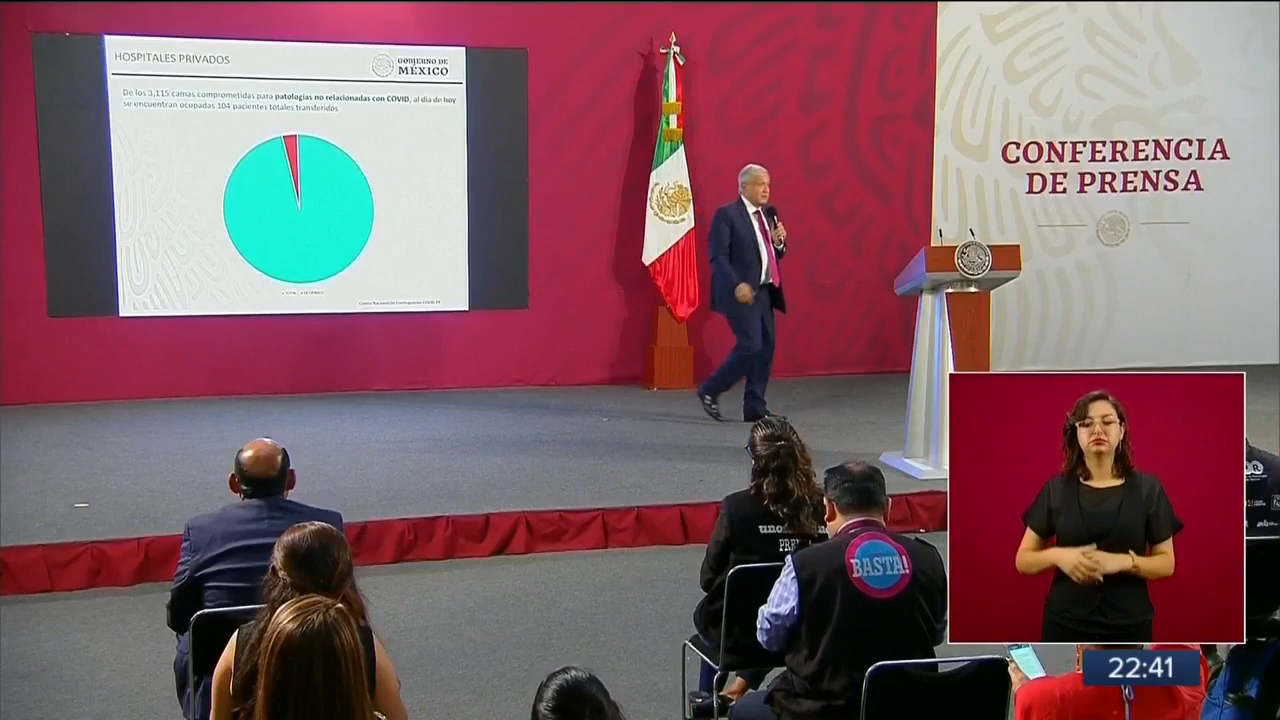 HOSPITALES PRIVADOS
GOBIERNO DE
MÉXICO
De los 3,115 camas comprometidas para patologías no relacionadas con COVID, al día de hoy
se encuentran ocupadas 104 pacientes totales transferidos
CONFERENCIA
DE PRENSA
BASTA!
22:41